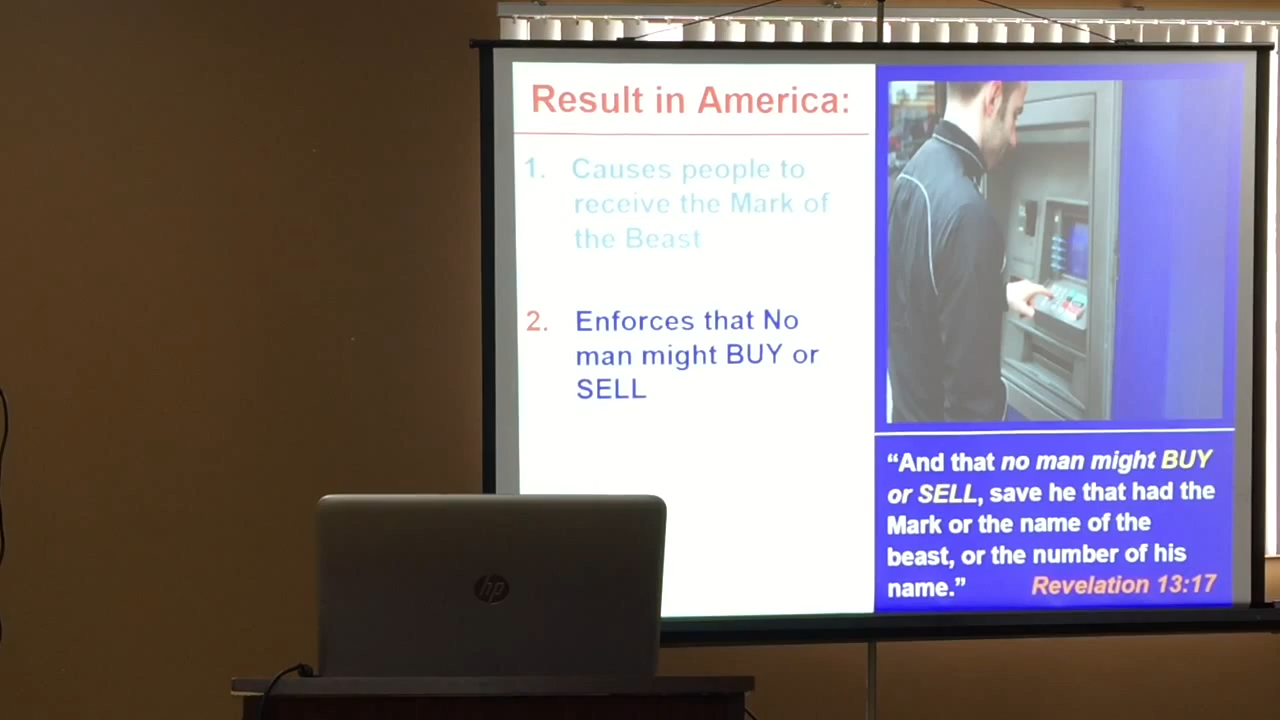 Result in America:
1. Causes people to
receive the Mark of
the Beast
2. Enforces that No
man might BUY or
SELL
“And that no man might BUY
or SELL, save he that had the
Mark or the name of the
beast, or the number of his
name.” Revelation 13:17
hp